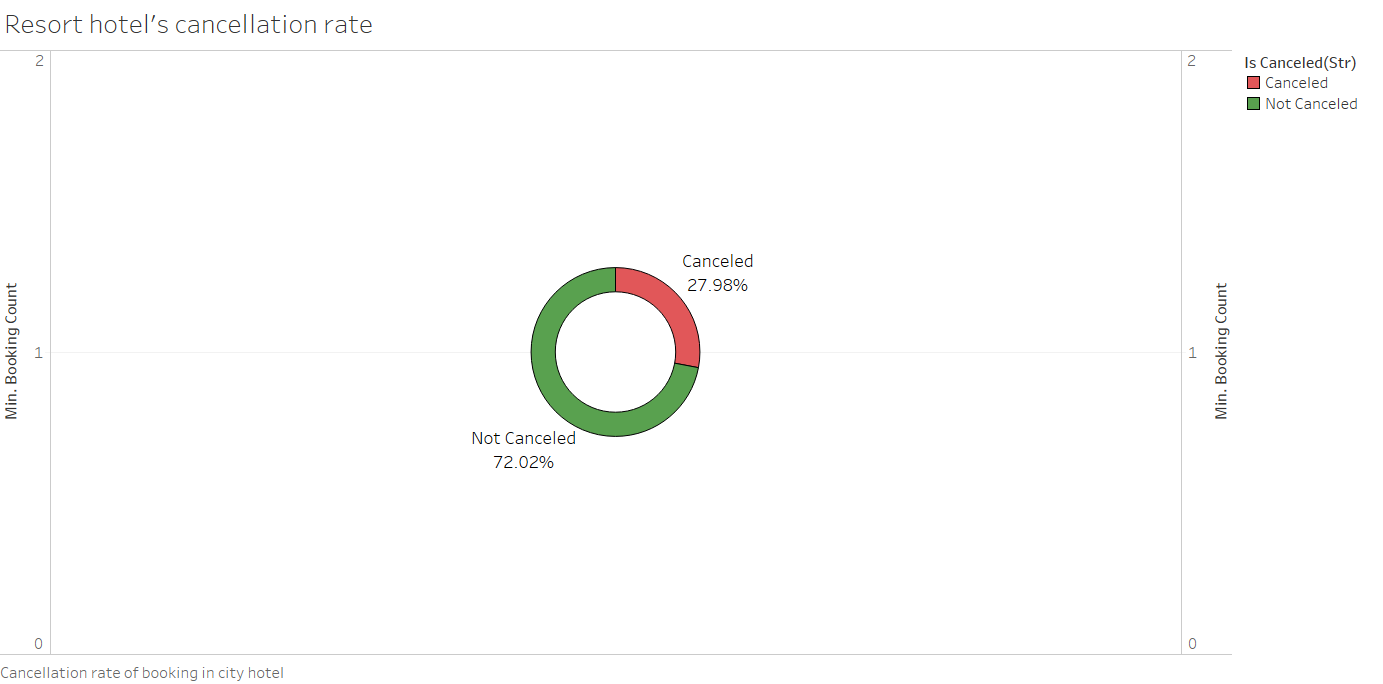 Resort hotel's cancellation rate
2
2
Is Canceled(Str)
Canceled
Not Canceled
Canceled
27.98%
Min. Booking Count
1
1
Min. Booking Count
Not Canceled
72.02%
0
0
Cancellation rate of booking in city hotel